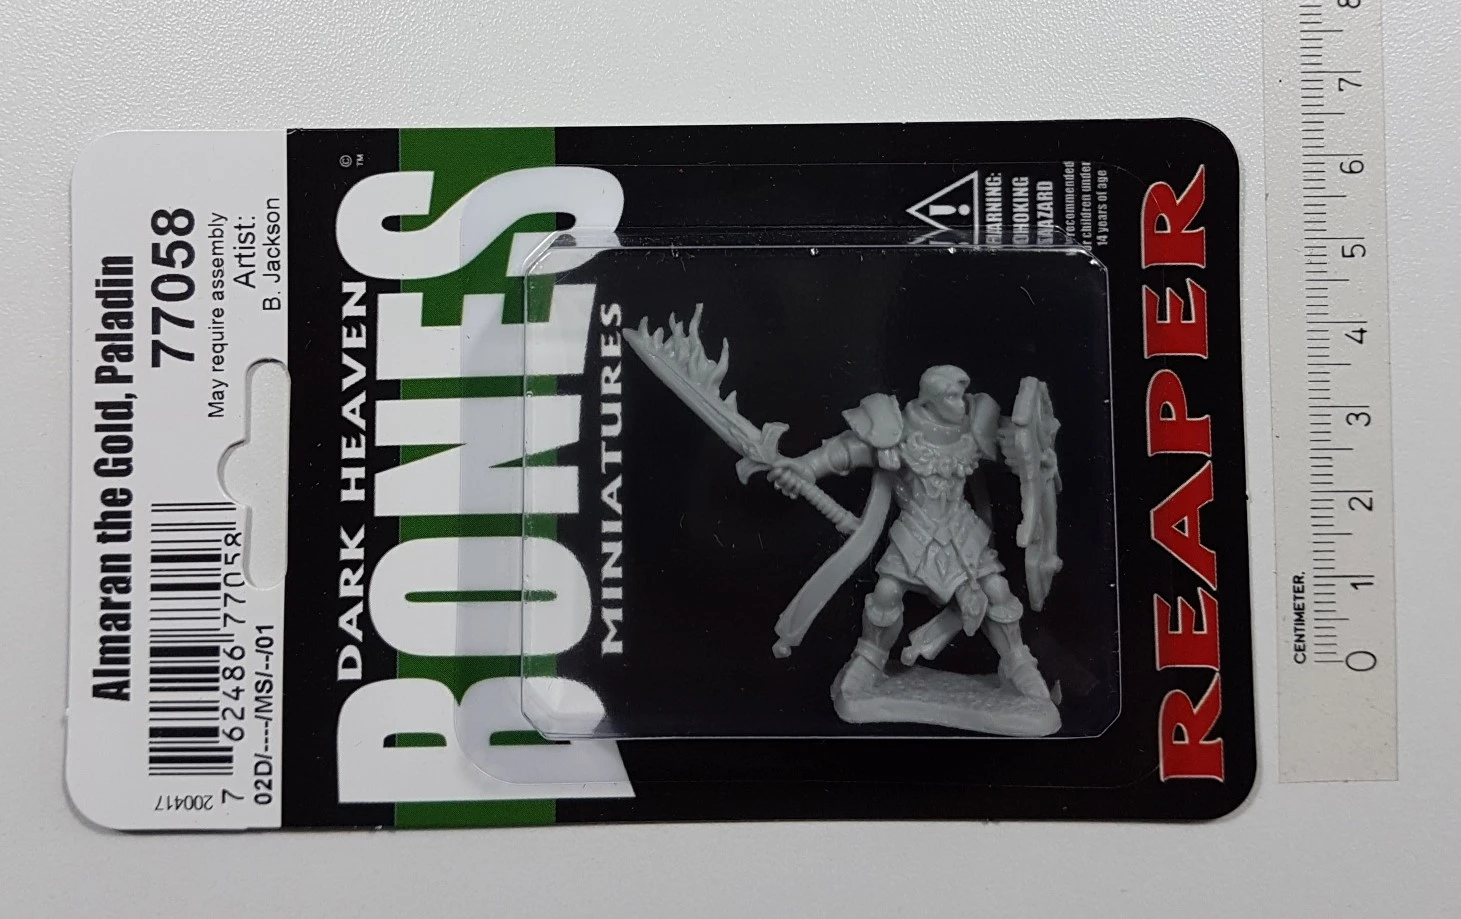 Almaran the Gold, Paladin
77058
May require assembly
Artist:
B. Jackson
200417
7 62486 77058
02D/----/MS/--/01
DARK HEAVEN
©
™
BONES
MINIATURES
WARNING:
CHOKING
HAZARD
recommended
children under
14 years of age
REAPER
CENTIMETER.
0 1 2 3 4 5 6 7 8